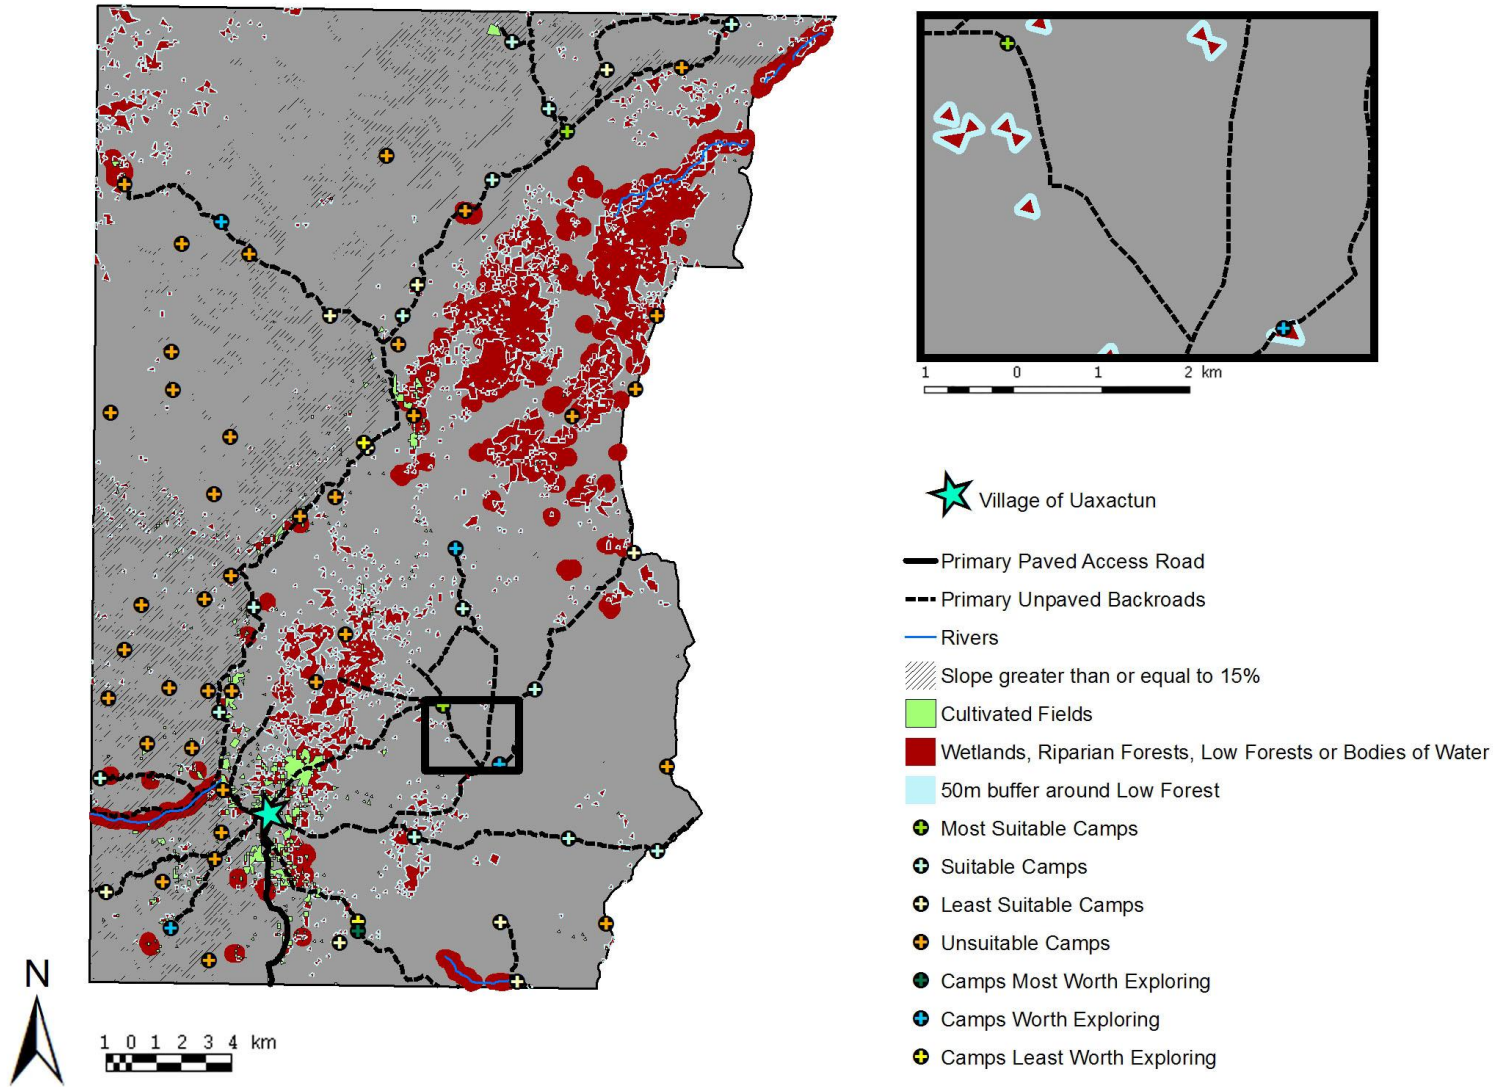 1 0 1 2 km
Village of Uaxactun
Primary Paved Access Road
Primary Unpaved Backroads
Rivers
Slope greater than or equal to 15%
Cultivated Fields
Wetlands, Riparian Forests, Low Forests or Bodies of Water
50m buffer around Low Forest
Most Suitable Camps
Suitable Camps
Least Suitable Camps
Unsuitable Camps
Camps Most Worth Exploring
Camps Worth Exploring
Camps Least Worth Exploring
N
1 0 1 2 3 4 km